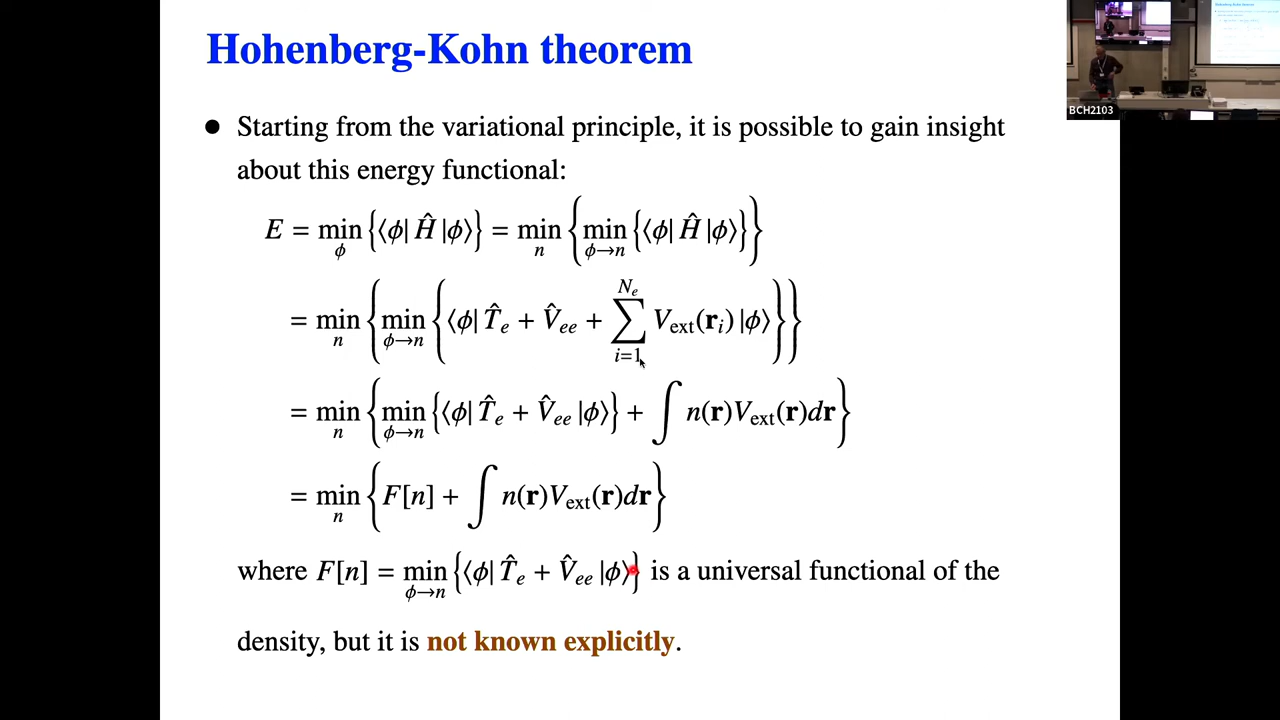 Hohenberg-Kohn theorem
BCH2103
● Starting from the variational principle, it is possible to gain insight
about this energy functional:
E = min_ϕ {⟨ϕ| Ĥ |ϕ⟩} = min_n { min_{ϕ→n} {⟨ϕ| Ĥ |ϕ⟩} }
= min_n { min_{ϕ→n} { ⟨ϕ| T̂_e + V̂_ee + ∑_{i=1}^{N_e} V_ext(r_i) |ϕ⟩ } }
= min_n { min_{ϕ→n} {⟨ϕ| T̂_e + V̂_ee |ϕ⟩} + ∫ n(r)V_ext(r)dr }
= min_n { F[n] + ∫ n(r)V_ext(r)dr }
where F[n] = min_{ϕ→n} {⟨ϕ| T̂_e + V̂_ee |ϕ⟩} is a universal functional of the
density, but it is not known explicitly.